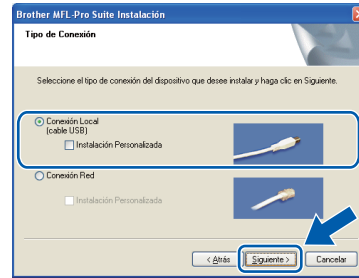 Brother MFL-Pro Suite Instalación
Tipo de Conexión
Seleccione el tipo de conexión del dispositivo que desee instalar y haga clic en Siguiente.
Conexión Local
(cable USB)
Instalación Personalizada
Conexión Red
Instalación Personalizada
< Atrás
Siguiente >
Cancelar